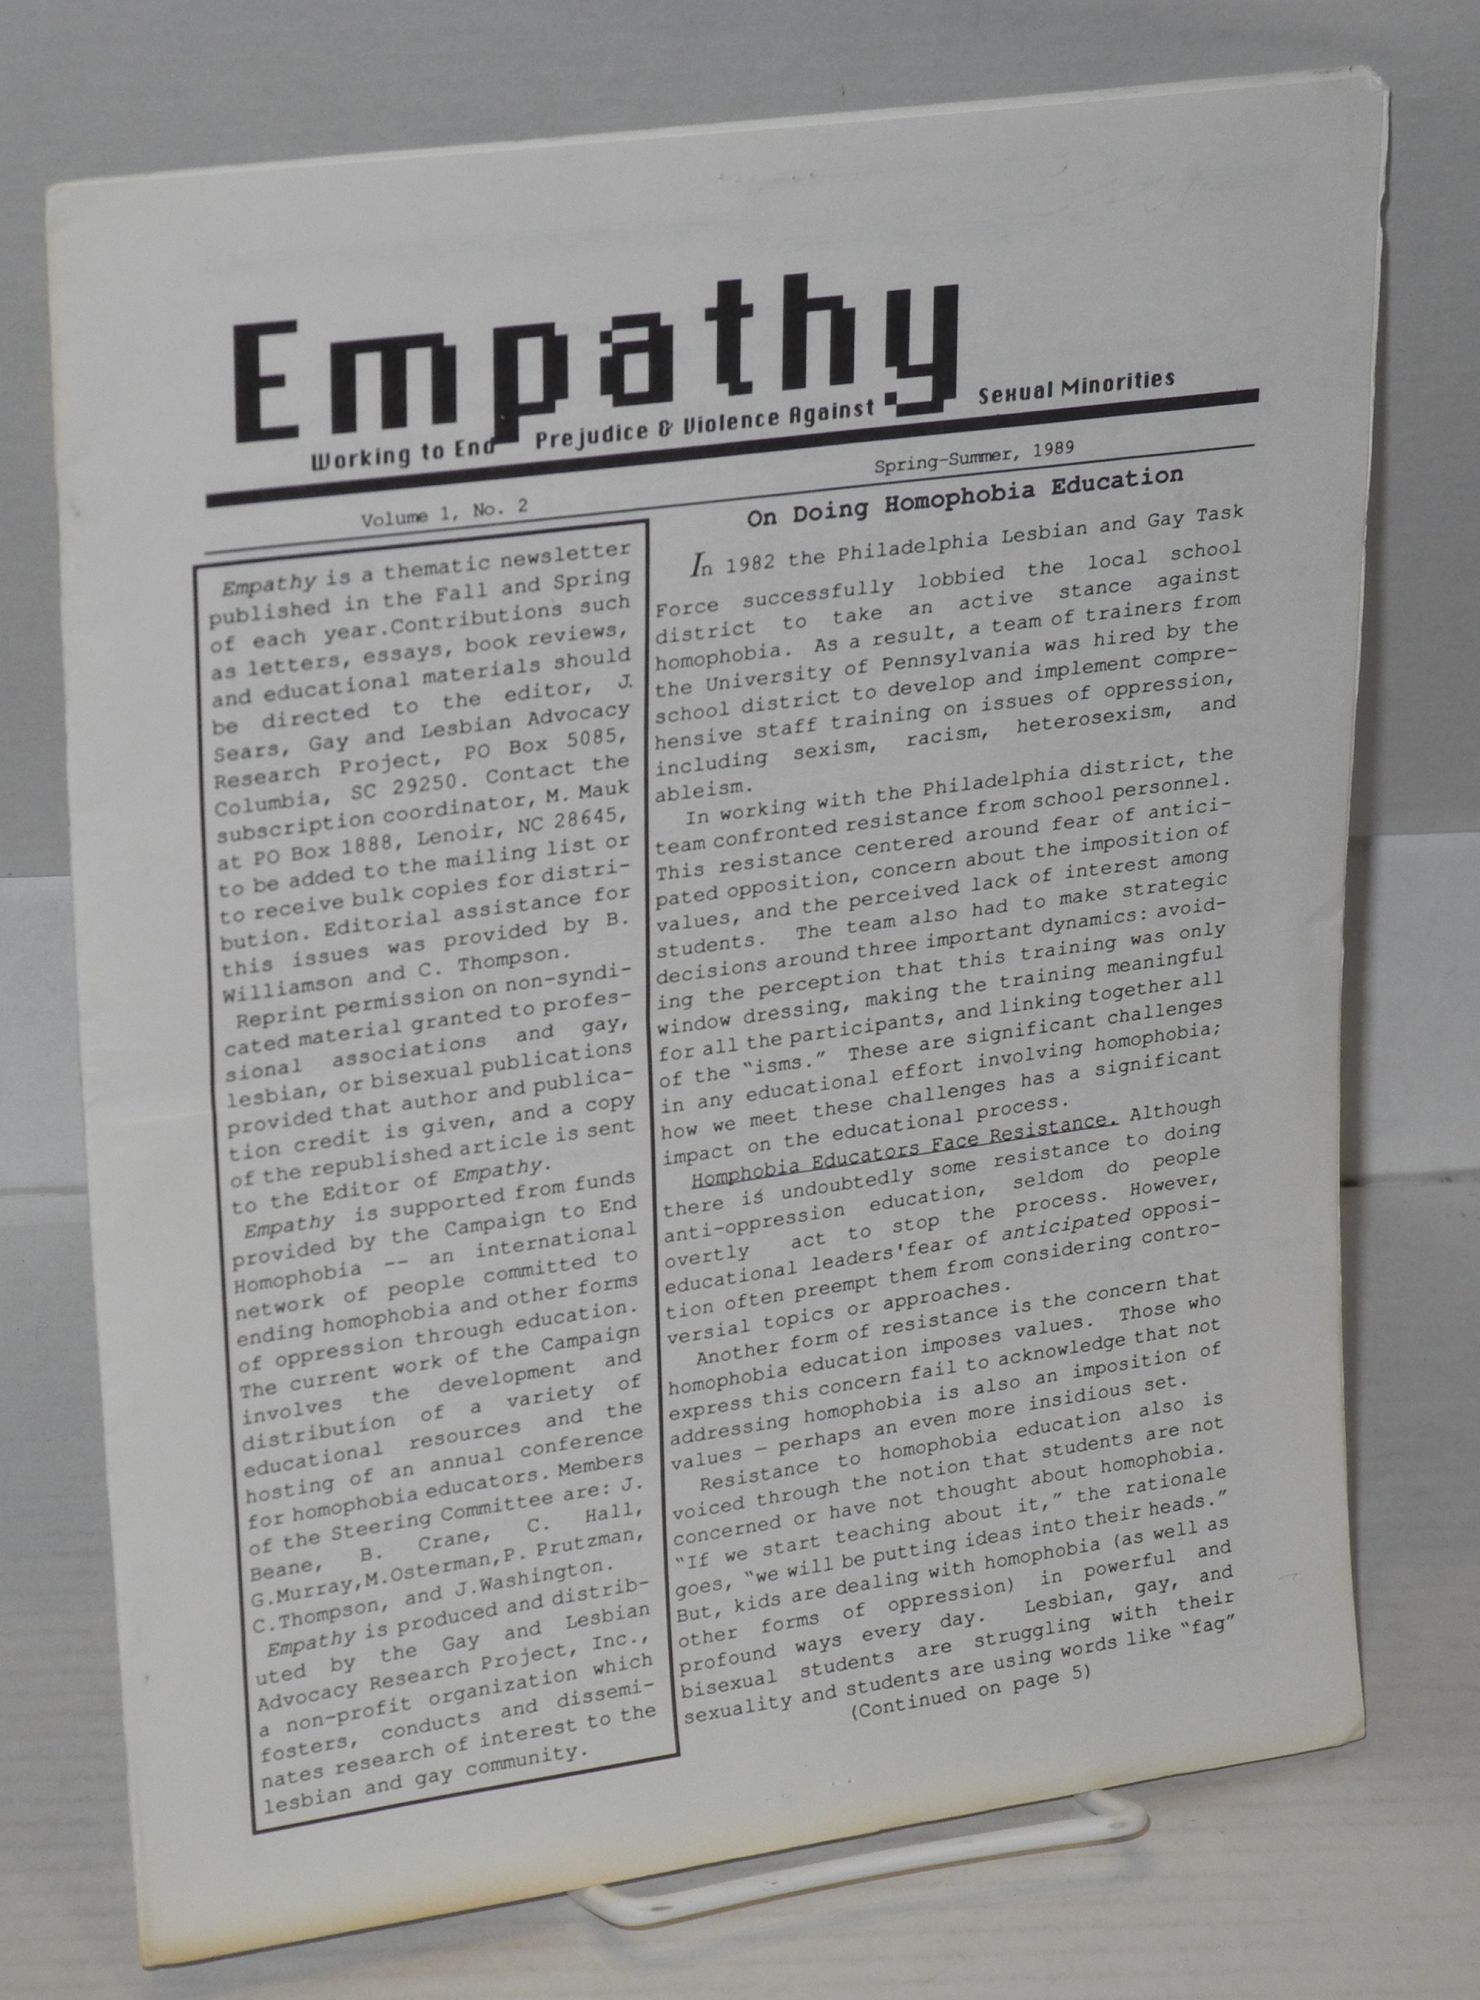 Empathy
Working to End Prejudice & Violence Against Sexual Minorities
Volume 1, No. 2
Spring-Summer, 1989
Empathy is a thematic newsletter
published in the Fall and Spring
of each year.Contributions such
as letters, essays, book reviews,
and educational materials should
be directed to the editor, J.
Sears, Gay and Lesbian Advocacy
Research Project, PO Box 5085,
Columbia, SC 29250. Contact the
subscription coordinator, M. Mauk
at PO Box 1888, Lenoir, NC 28645,
to be added to the mailing list or
to receive bulk copies for distri-
bution. Editorial assistance for
this issues was provided by B.
Williamson and C. Thompson.
Reprint permission on non-syndi-
cated material granted to profes-
sional associations and gay,
lesbian, or bisexual publications
provided that author and publica-
tion credit is given, and a copy
of the republished article is sent
to the Editor of Empathy.
Empathy is supported from funds
provided by the Campaign to End
Homophobia -- an international
network of people committed to
ending homophobia and other forms
of oppression through education.
The current work of the Campaign
involves the development and
distribution of a variety of
educational resources and the
hosting of an annual conference
for homophobia educators. Members
of the Steering Committee are: J.
Beane, B. Crane, C. Hall,
G.Murray,M.Osterman,P. Prutzman,
C.Thompson, and J.Washington.
Empathy is produced and distrib-
uted by the Gay and Lesbian
Advocacy Research Project, Inc.,
a non-profit organization which
fosters, conducts and dissemi-
nates research of interest to the
lesbian and gay community.
On Doing Homophobia Education
In 1982 the Philadelphia Lesbian and Gay Task
Force successfully lobbied the local school
district to take an active stance against
homophobia. As a result, a team of trainers from
the University of Pennsylvania was hired by the
school district to develop and implement compre-
hensive staff training on issues of oppression,
including sexism, racism, heterosexism, and
ableism.
In working with the Philadelphia district, the
team confronted resistance from school personnel.
This resistance centered around fear of antici-
pated opposition, concern about the imposition of
values, and the perceived lack of interest among
students. The team also had to make strategic
decisions around three important dynamics: avoid-
ing the perception that this training was only
window dressing, making the training meaningful
for all the participants, and linking together all
of the “isms.” These are significant challenges
in any educational effort involving homophobia;
how we meet these challenges has a significant
impact on the educational process.
Homphobia Educators Face Resistance. Although
there is undoubtedly some resistance to doing
anti-oppression education, seldom do people
overtly act to stop the process. However,
educational leaders'fear of anticipated opposi-
tion often preempt them from considering contro-
versial topics or approaches.
Another form of resistance is the concern that
homophobia education imposes values. Those who
express this concern fail to acknowledge that not
addressing homophobia is also an imposition of
values — perhaps an even more insidious set.
Resistance to homophobia education also is
voiced through the notion that students are not
concerned or have not thought about homophobia.
“If we start teaching about it,” the rationale
goes, “we will be putting ideas into their heads.”
But, kids are dealing with homophobia (as well as
other forms of oppression) in powerful and
profound ways every day. Lesbian, gay, and
bisexual students are struggling with their
sexuality and students are using words like “fag”
(Continued on page 5)